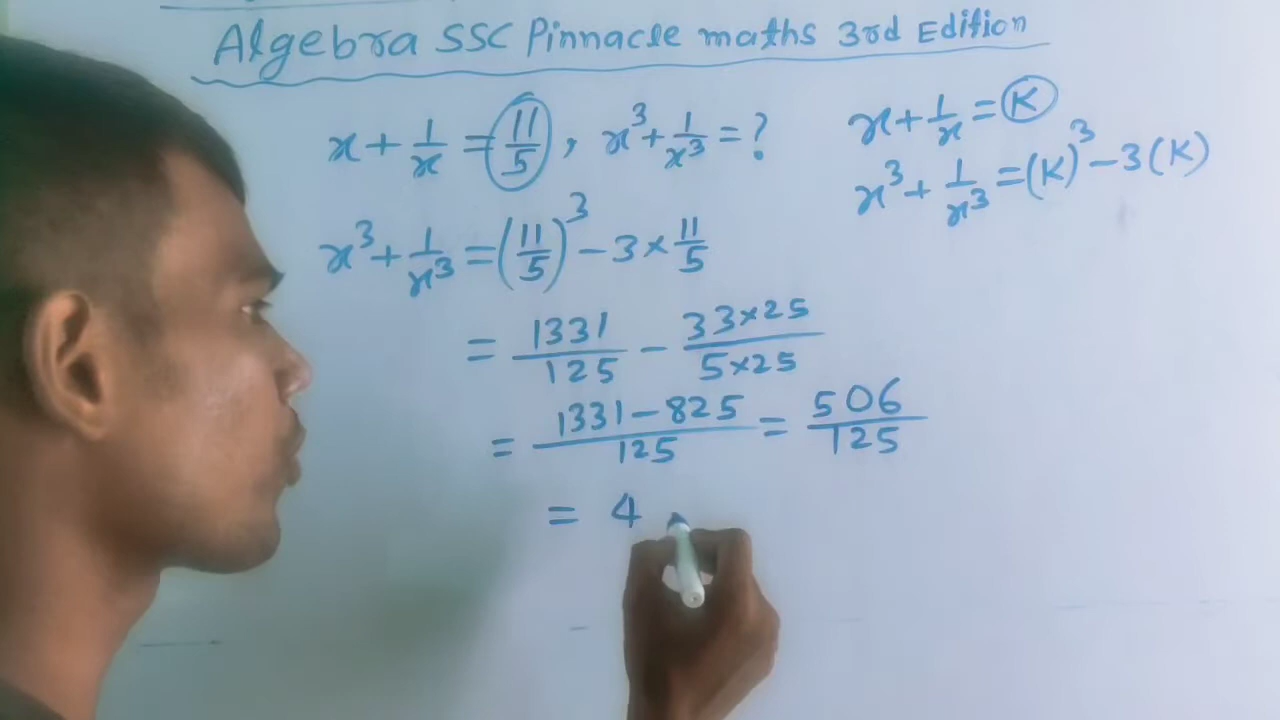 Algebra SSC Pinnacle maths 3rd Edition
x + 1/x = 11/5, x³ + 1/x³ = ?
x + 1/x = K
x³ + 1/x³ = (K)³ - 3(K)
x³ + 1/x³ = (11/5)³ - 3 × 11/5
= 1331/125 - 33×25/5×25
= 1331 - 825/125 = 506/125
= 4